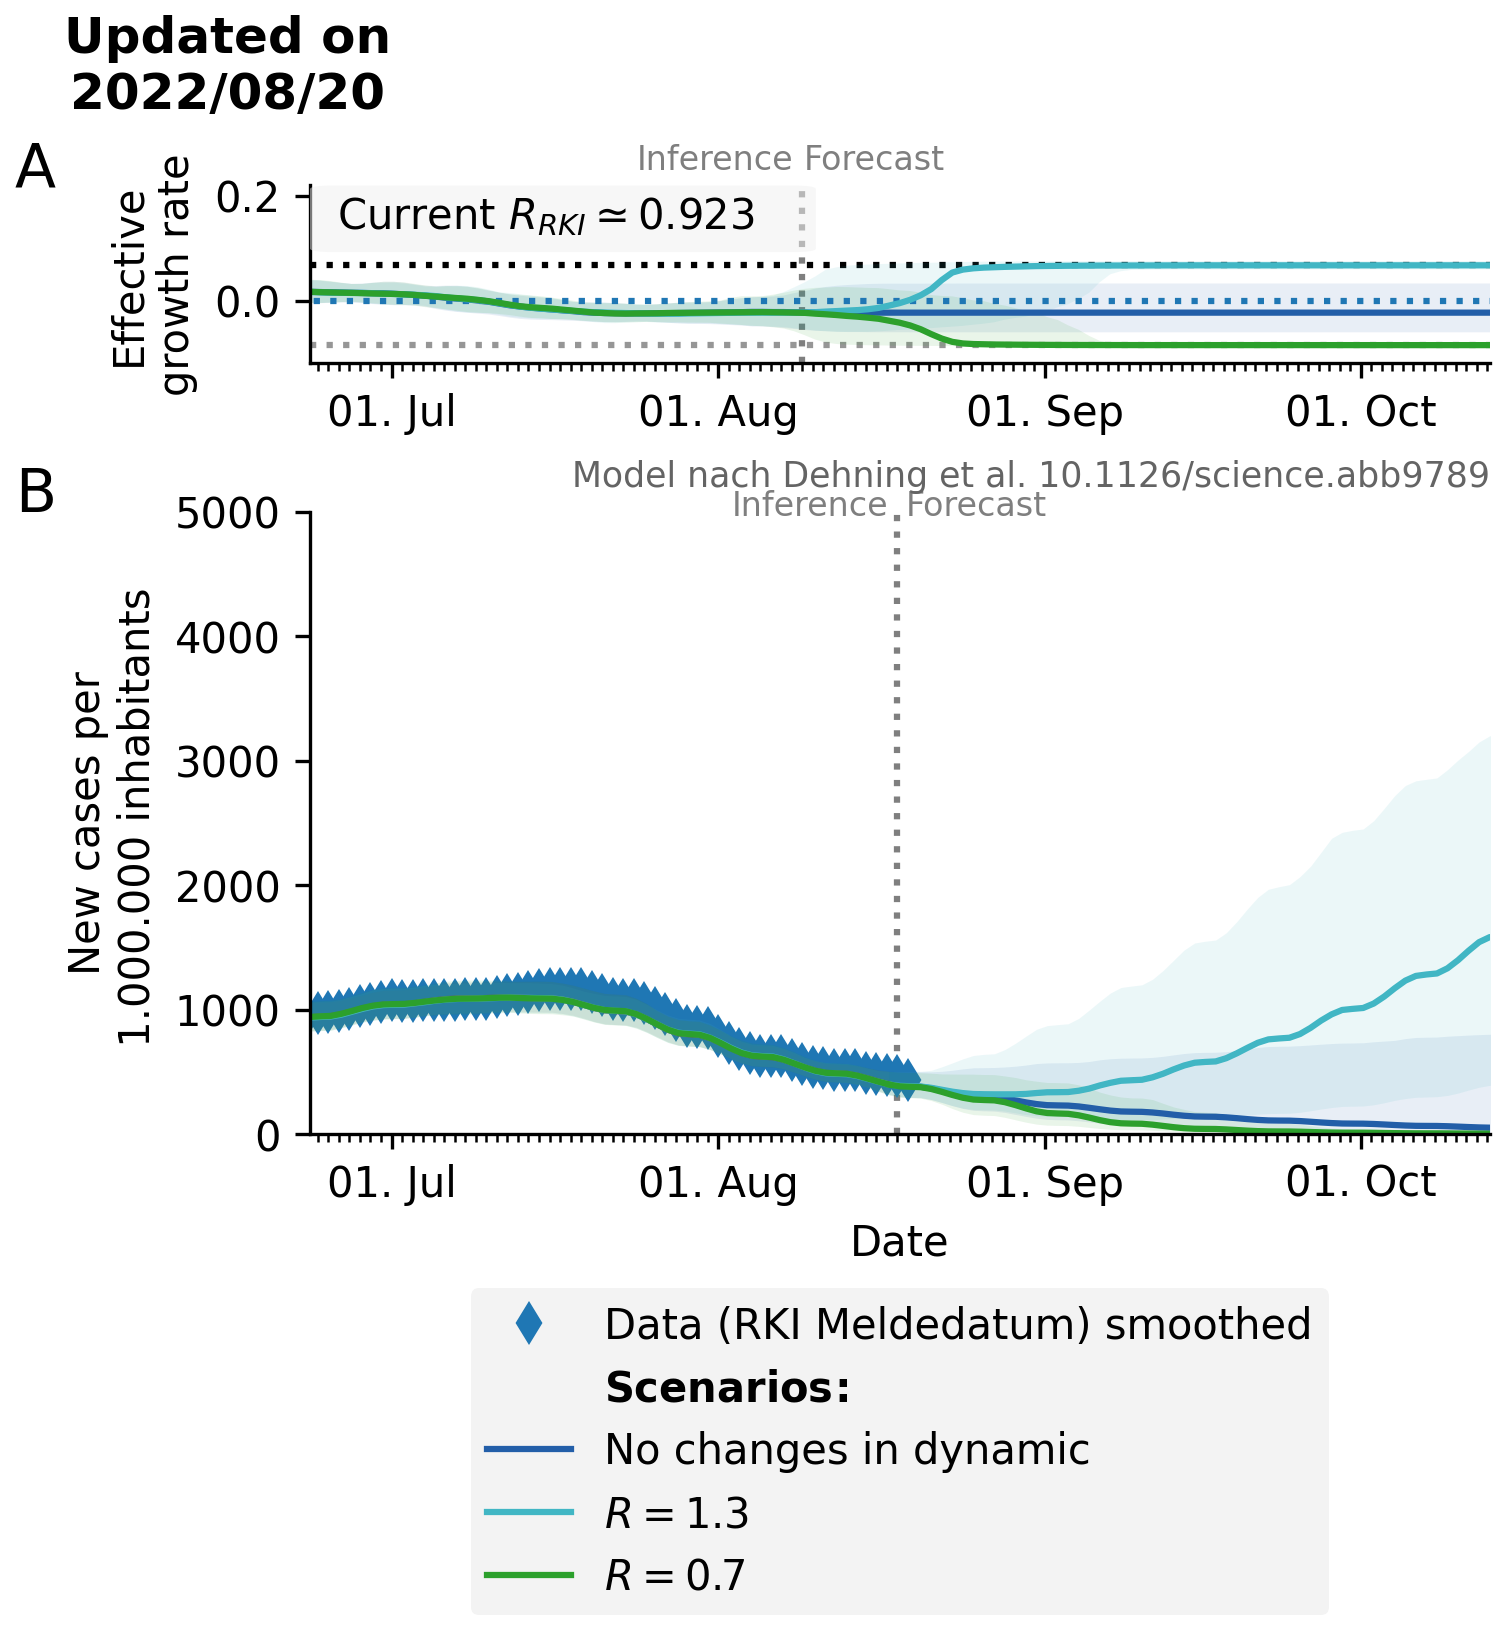 Updated on
2022/08/20
A
Effective
growth rate
Inference Forecast
0.2
0.0
Current R_RKI ≃ 0.923
01. Jul 01. Aug 01. Sep 01. Oct
B
Model nach Dehning et al. 10.1126/science.abb9789
Inference Forecast
New cases per
1.000.000 inhabitants
5000
4000
3000
2000
1000
0
01. Jul 01. Aug 01. Sep 01. Oct
Date
Data (RKI Meldedatum) smoothed
Scenarios:
No changes in dynamic
R = 1.3
R = 0.7